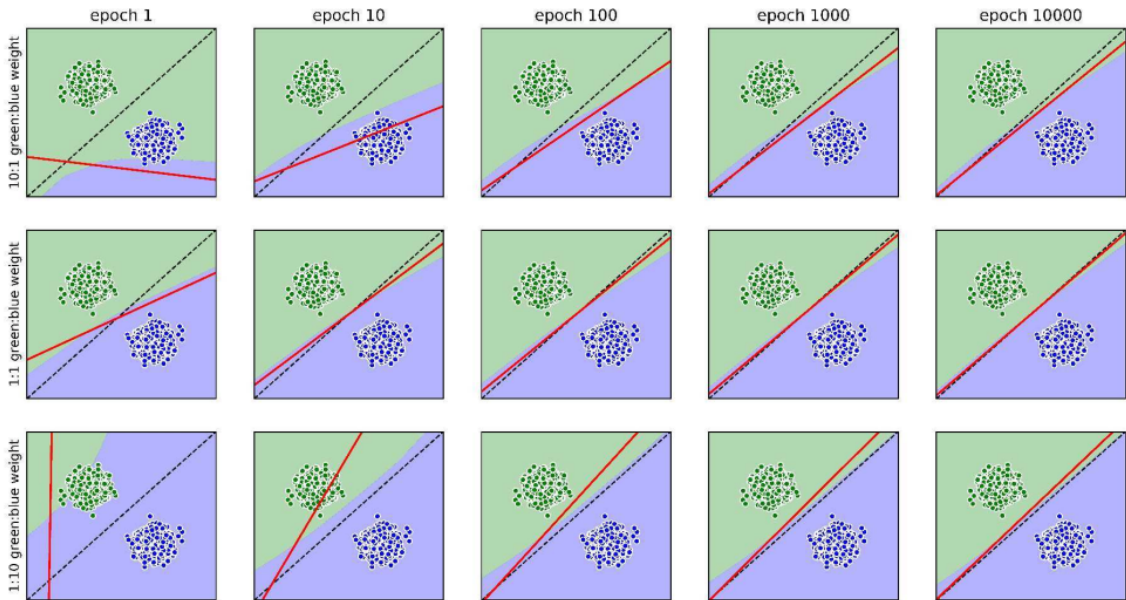 epoch 1
epoch 10
epoch 100
epoch 1000
epoch 10000
10:1 green:blue weight
1:1 green:blue weight
1:10 green:blue weight